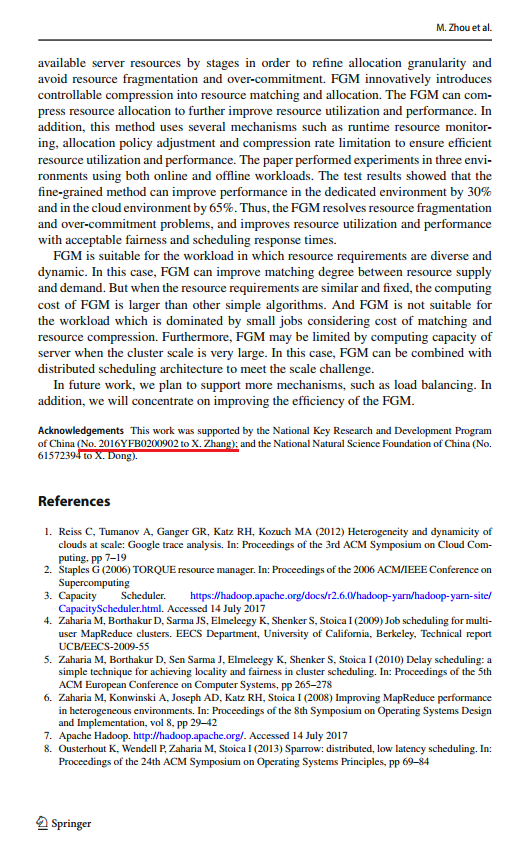 M. Zhou et al.
available server resources by stages in order to refine allocation granularity and
avoid resource fragmentation and over-commitment. FGM innovatively introduces
controllable compression into resource matching and allocation. The FGM can com-
press resource allocation to further improve resource utilization and performance. In
addition, this method uses several mechanisms such as runtime resource monitor-
ing, allocation policy adjustment and compression rate limitation to ensure efficient
resource utilization and performance. The paper performed experiments in three envi-
ronments using both online and offline workloads. The test results showed that the
fine-grained method can improve performance in the dedicated environment by 30%
and in the cloud environment by 65%. Thus, the FGM resolves resource fragmentation
and over-commitment problems, and improves resource utilization and performance
with acceptable fairness and scheduling response times.
FGM is suitable for the workload in which resource requirements are diverse and
dynamic. In this case, FGM can improve matching degree between resource supply
and demand. But when the resource requirements are similar and fixed, the computing
cost of FGM is larger than other simple algorithms. And FGM is not suitable for
the workload which is dominated by small jobs considering cost of matching and
resource compression. Furthermore, FGM may be limited by computing capacity of
server when the cluster scale is very large. In this case, FGM can be combined with
distributed scheduling architecture to meet the scale challenge.
In future work, we plan to support more mechanisms, such as load balancing. In
addition, we will concentrate on improving the efficiency of the FGM.
Acknowledgements This work was supported by the National Key Research and Development Program
of China (No. 2016YFB0200902 to X. Zhang); and the National Natural Science Foundation of China (No.
61572394 to X. Dong).
References
1. Reiss C, Tumanov A, Ganger GR, Katz RH, Kozuch MA (2012) Heterogeneity and dynamicity of
clouds at scale: Google trace analysis. In: Proceedings of the 3rd ACM Symposium on Cloud Com-
puting, pp 7–19
2. Staples G (2006) TORQUE resource manager. In: Proceedings of the 2006 ACM/IEEE Conference on
Supercomputing
3. Capacity Scheduler. https://hadoop.apache.org/docs/r2.6.0/hadoop-yarn/hadoop-yarn-site/
CapacityScheduler.html. Accessed 14 July 2017
4. Zaharia M, Borthakur D, Sarma JS, Elmeleegy K, Shenker S, Stoica I (2009) Job scheduling for multi-
user MapReduce clusters. EECS Department, University of California, Berkeley, Technical report
UCB/EECS-2009-55
5. Zaharia M, Borthakur D, Sen Sarma J, Elmeleegy K, Shenker S, Stoica I (2010) Delay scheduling: a
simple technique for achieving locality and fairness in cluster scheduling. In: Proceedings of the 5th
ACM European Conference on Computer Systems, pp 265–278
6. Zaharia M, Konwinski A, Joseph AD, Katz RH, Stoica I (2008) Improving MapReduce performance
in heterogeneous environments. In: Proceedings of the 8th Symposium on Operating Systems Design
and Implementation, vol 8, pp 29–42
7. Apache Hadoop. http://hadoop.apache.org/. Accessed 14 July 2017
8. Ousterhout K, Wendell P, Zaharia M, Stoica I (2013) Sparrow: distributed, low latency scheduling. In:
Proceedings of the 24th ACM Symposium on Operating Systems Principles, pp 69–84
Springer